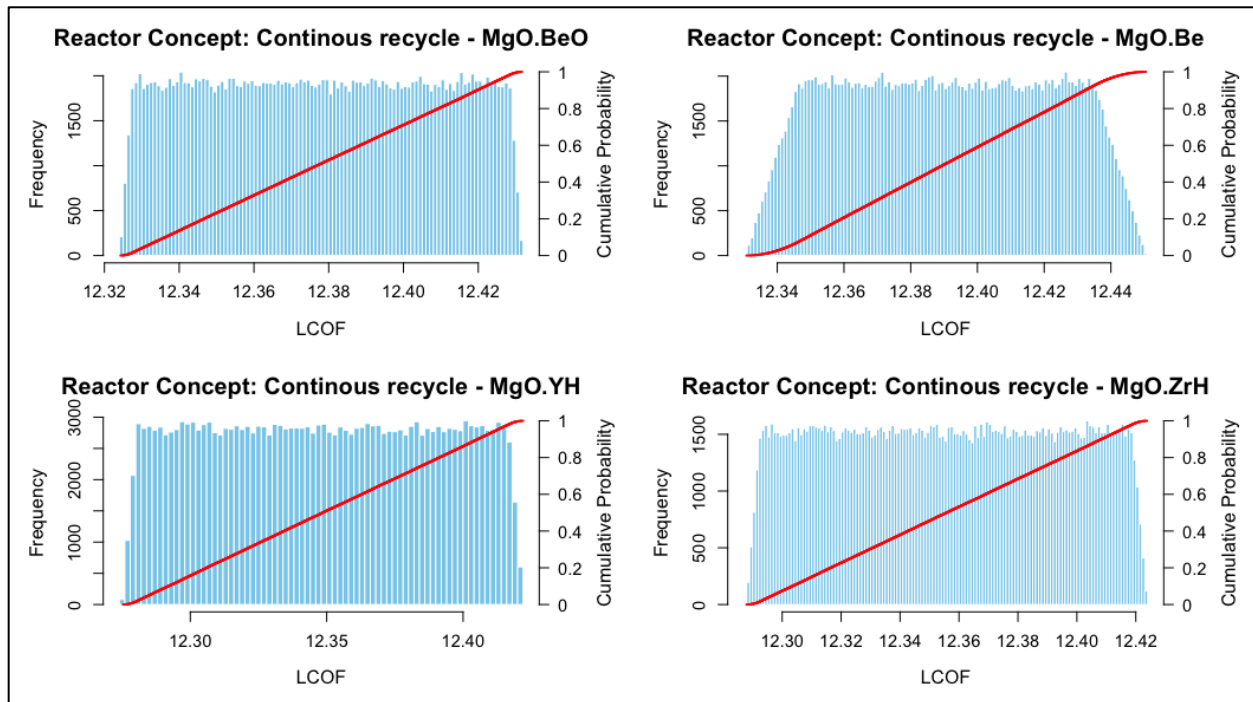 Reactor Concept: Continous recycle - MgO.BeO
Frequency
0
500
1500
0
0.2
0.4
0.6
0.8
1
Cumulative Probability
12.32 12.34 12.36 12.38 12.40 12.42
LCOF
Reactor Concept: Continous recycle - MgO.Be
Frequency
0
500
1500
0
0.2
0.4
0.6
0.8
1
Cumulative Probability
12.34 12.36 12.38 12.40 12.42 12.44
LCOF
Reactor Concept: Continous recycle - MgO.YH
Frequency
0
1000
2000
3000
0
0.2
0.4
0.6
0.8
1
Cumulative Probability
12.30 12.35 12.40
LCOF
Reactor Concept: Continous recycle - MgO.ZrH
Frequency
0
500
1000
1500
0
0.2
0.4
0.6
0.8
1
Cumulative Probability
12.30 12.32 12.34 12.36 12.38 12.40 12.42
LCOF